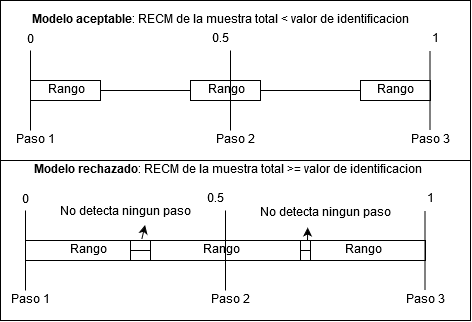 Modelo aceptable: RECM de la muestra total < valor de identificacion
0 0.5 1
Rango Rango Rango
Paso 1 Paso 2 Paso 3
Modelo rechazado: RECM de la muestra total >= valor de identificacion
0 0.5 1
No detecta ningun paso No detecta ningun paso
Rango Rango Rango
Paso 1 Paso 2 Paso 3